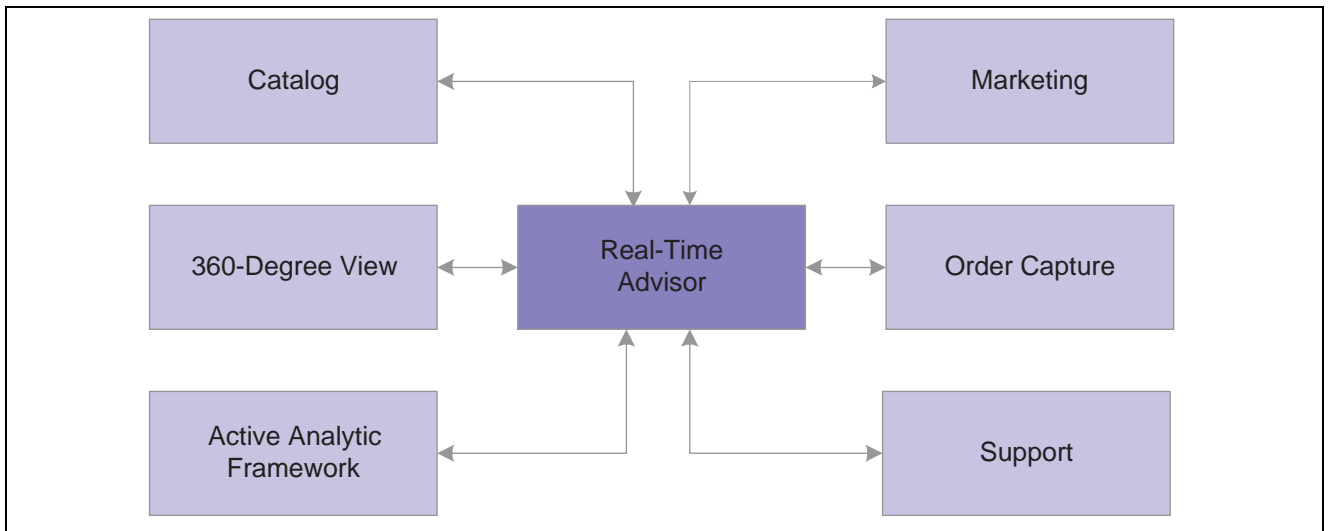 Catalog
Marketing
360-Degree View
Real-Time
Advisor
Order Capture
Active Analytic
Framework
Support